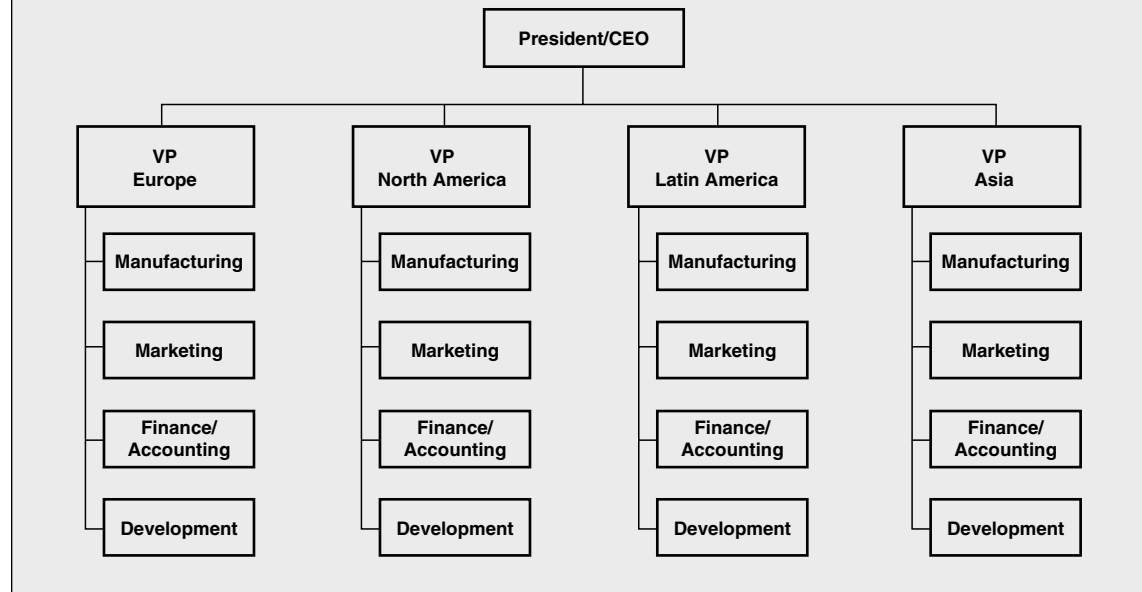 President/CEO
VP
Europe
VP
North America
VP
Latin America
VP
Asia
Manufacturing
Manufacturing
Manufacturing
Manufacturing
Marketing
Marketing
Marketing
Marketing
Finance/
Accounting
Finance/
Accounting
Finance/
Accounting
Finance/
Accounting
Development
Development
Development
Development